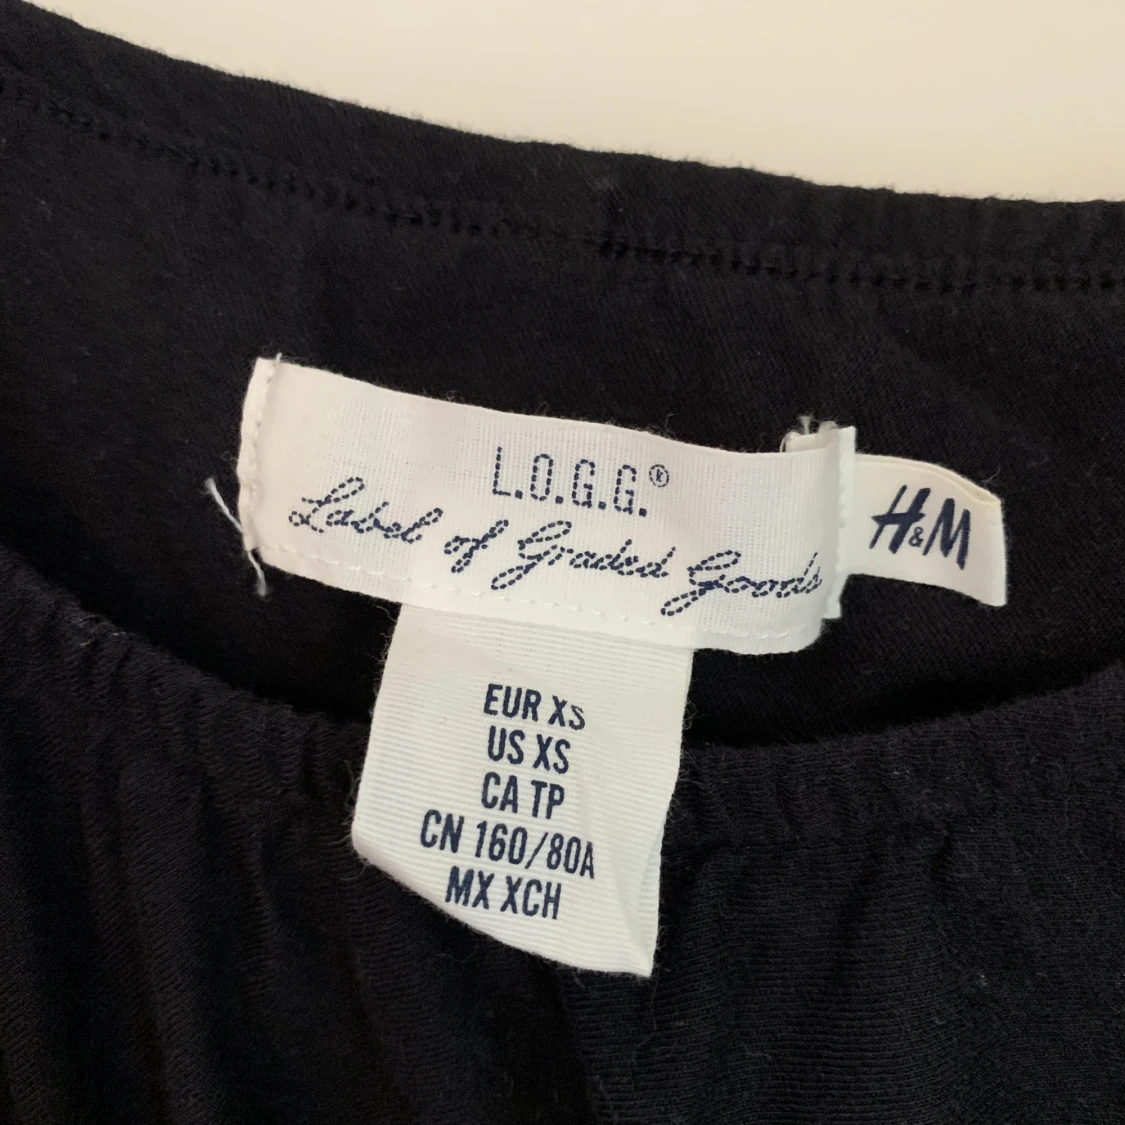 L.O.G.G.®
Label of Graded Goods
H&M
EUR XS
US XS
CA TP
CN 160/80A
MX XCH